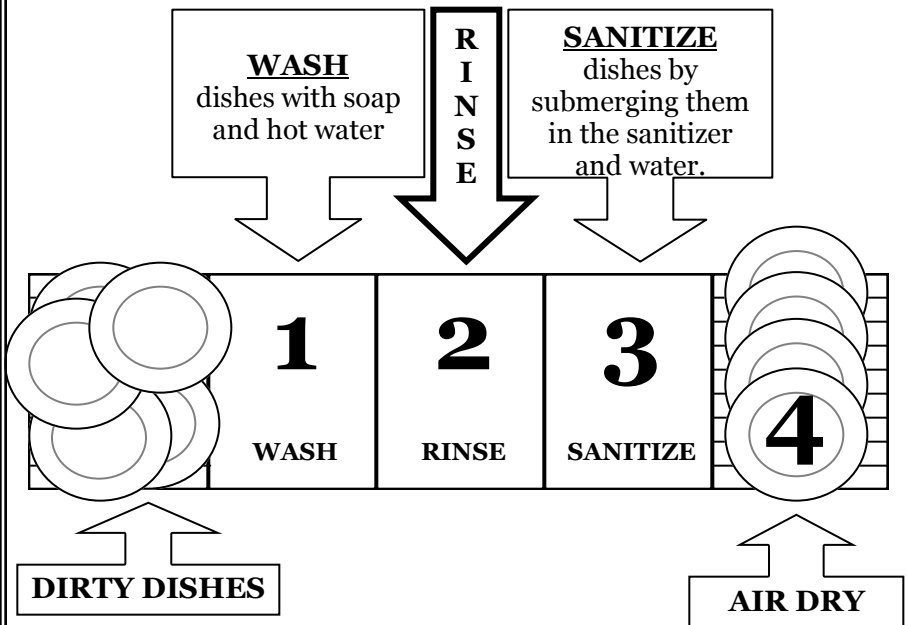 WASH
dishes with soap
and hot water
R
I
N
S
E
SANITIZE
dishes by
submerging them
in the sanitizer
and water.
1
WASH
2
RINSE
3
SANITIZE
4
DIRTY DISHES
AIR DRY